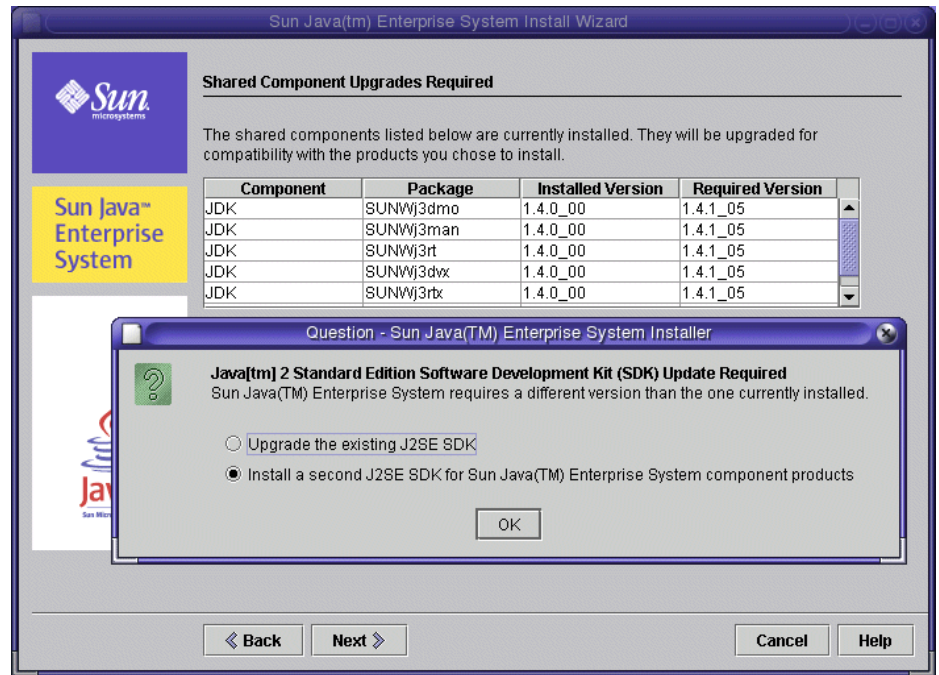 Sun Java(tm) Enterprise System Install Wizard
Sun.
microsystems
Sun Java™
Enterprise
System
Shared Component Upgrades Required
The shared components listed below are currently installed. They will be upgraded for
compatibility with the products you chose to install.
Component Package Installed Version Required Version
JDK SUNWj3dmo 1.4.0_00 1.4.1_05
JDK SUNWj3man 1.4.0_00 1.4.1_05
JDK SUNWj3rt 1.4.0_00 1.4.1_05
JDK SUNWj3dvx 1.4.0_00 1.4.1_05
JDK SUNWj3rtx 1.4.0_00 1.4.1_05
Question - Sun Java(TM) Enterprise System Installer
Java[tm] 2 Standard Edition Software Development Kit (SDK) Update Required
Sun Java(TM) Enterprise System requires a different version than the one currently installed.
Upgrade the existing J2SE SDK
Install a second J2SE SDK for Sun Java(TM) Enterprise System component products
OK
Jav
Sun Micr
Back Next Cancel Help